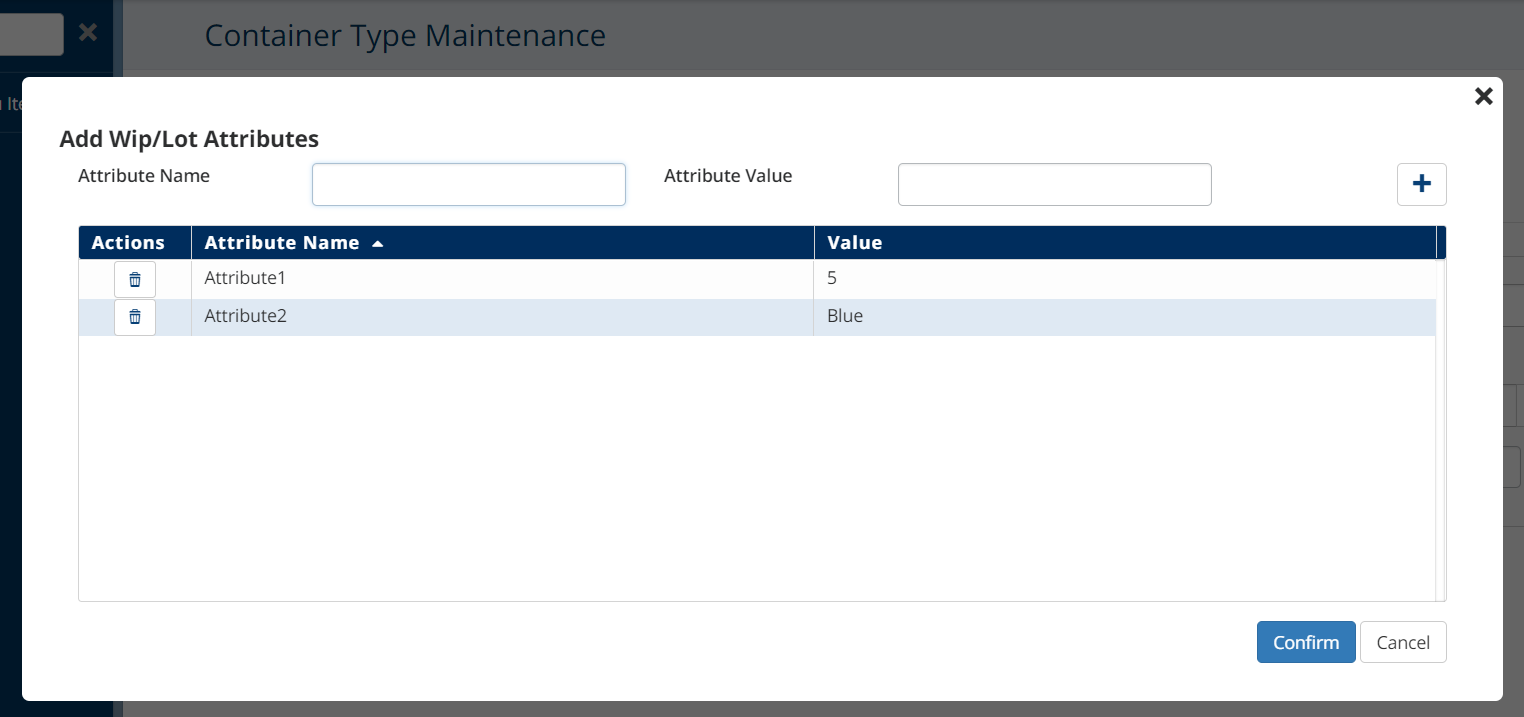 Container Type Maintenance
Add Wip/Lot Attributes
Attribute Name Attribute Value
Actions Attribute Name Value
Attribute1 5
Attribute2 Blue
Confirm Cancel